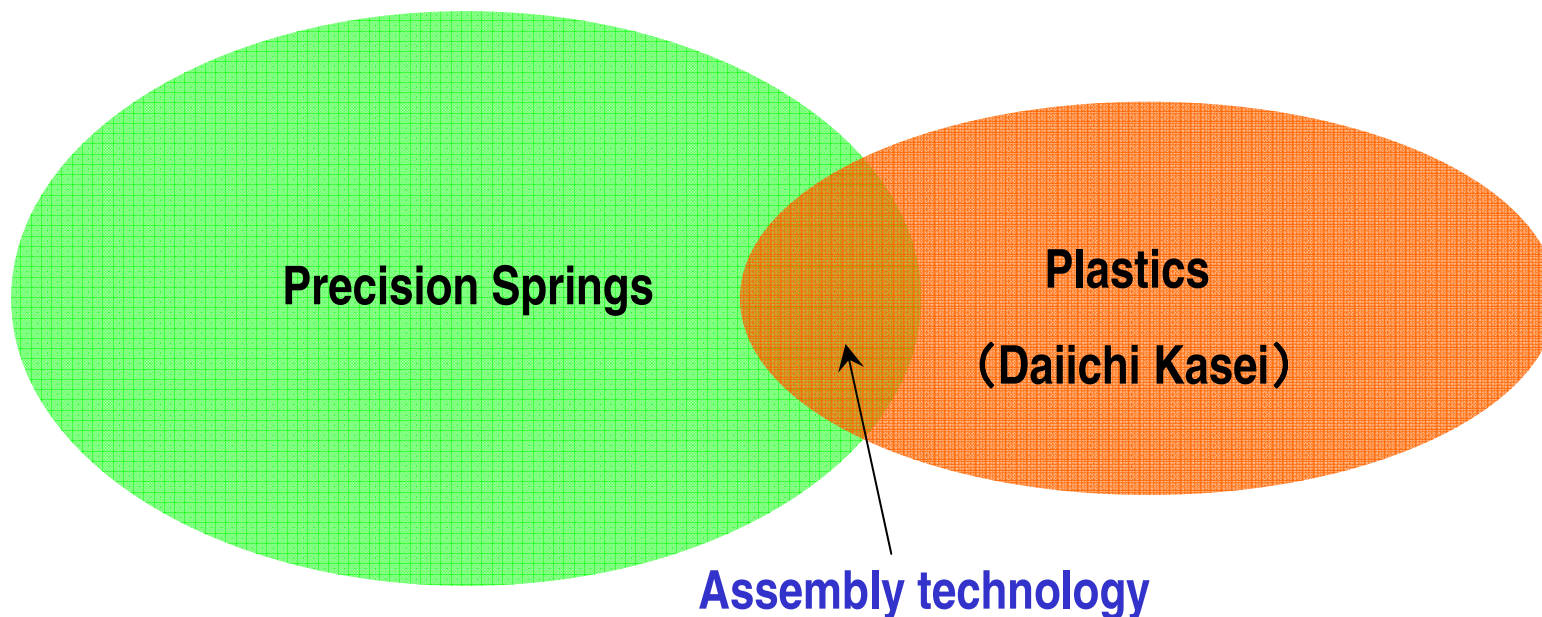 Precision Springs
Plastics
（Daiichi Kasei）
Assembly technology